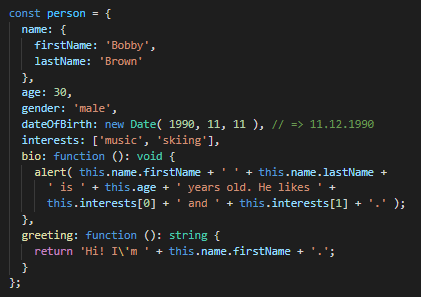 const person = {
name: {
firstName: 'Bobby',
lastName: 'Brown'
},
age: 30,
gender: 'male',
dateOfBirth: new Date( 1990, 11, 11 ), // => 11.12.1990
interests: ['music', 'skiing'],
bio: function (): void {
alert( this.name.firstName + ' ' + this.name.lastName +
' is ' + this.age + ' years old. He likes ' +
this.interests[0] + ' and ' + this.interests[1] + '.' );
},
greeting: function (): string {
return 'Hi! I\'m ' + this.name.firstName + '.';
}
};